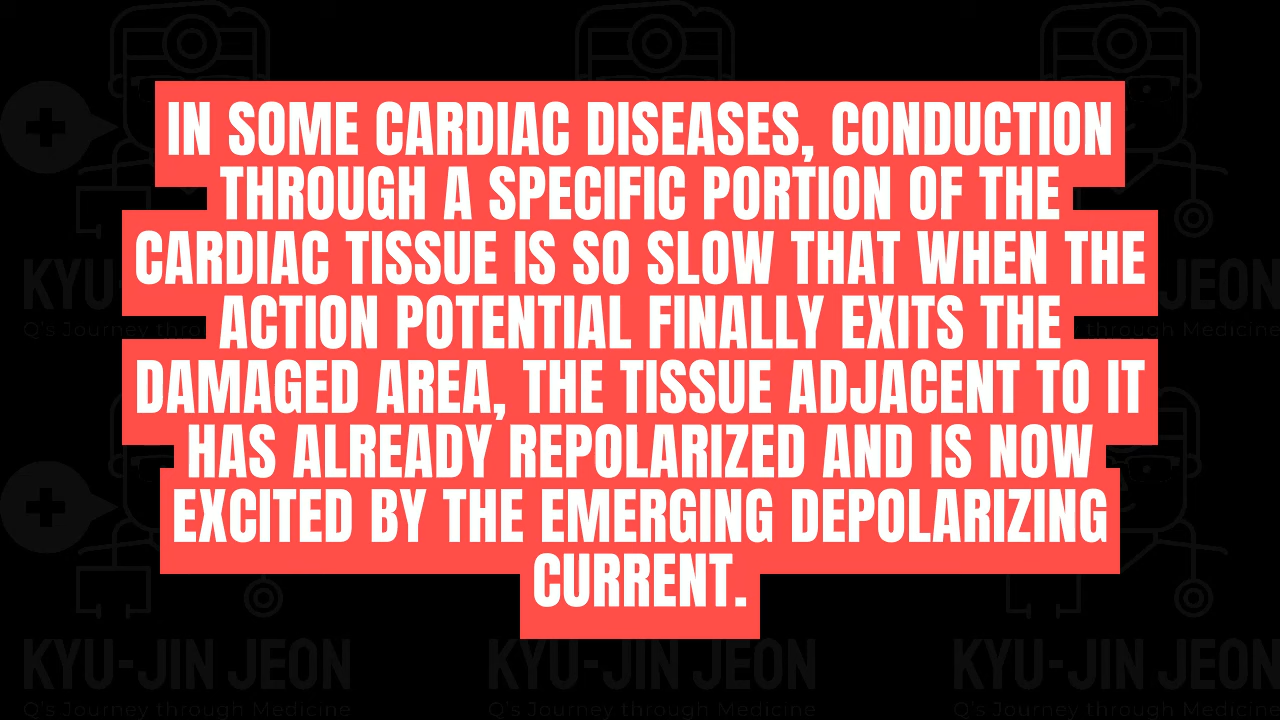 IN SOME CARDIAC DISEASES, CONDUCTION
THROUGH A SPECIFIC PORTION OF THE
CARDIAC TISSUE IS SO SLOW THAT WHEN THE
ACTION POTENTIAL FINALLY EXITS THE
DAMAGED AREA, THE TISSUE ADJACENT TO IT
HAS ALREADY REPOLARIZED AND IS NOW
EXCITED BY THE EMERGING DEPOLARIZING
CURRENT.
KYU-JIN JEON KYU-JIN JEON KYU-JIN JEON
Q's Journey through Medicine Q's Journey through Medicine Q's Journey through Medicine